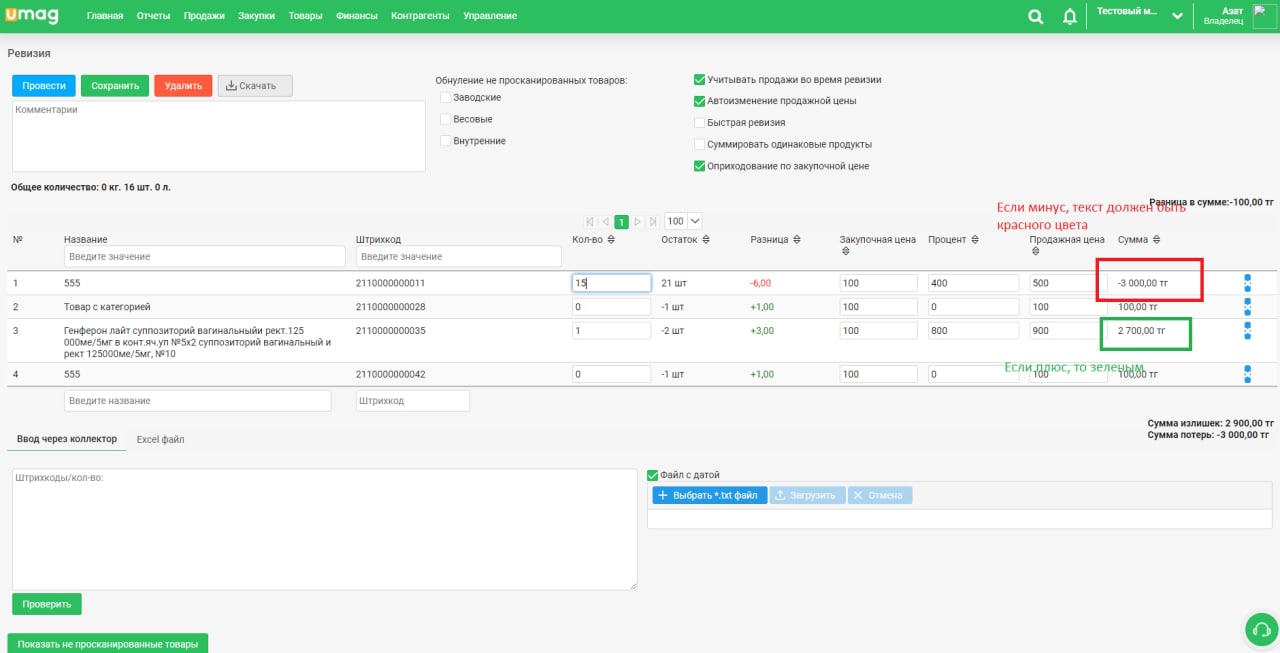 umag Главная Отчеты Продажи Закупки Товары Финансы Контрагенты Управление Тестовый м... Азат
Владелец
Ревизия
Провести Сохранить Удалить Скачать
Комментарии
Обнуление не просканированных товаров:
Заводские
Весовые
Внутренние
Учитывать продажи во время ревизии
Автоизменение продажной цены
Быстрая ревизия
Суммировать одинаковые продукты
Оприходование по закупочной цене
Общее количество: 0 кг. 16 шт. 0 л.
Разница в сумме:-100,00 тг
Если минус, текст должен быть
красного цвета
1 100
№ Название Штрихкод Кол-во Остаток Разница Закупочная цена Процент Продажная цена Сумма
Введите значение Введите значение
1 555 2110000000011 15 21 шт -6,00 100 400 500 -3 000,00 тг
2 Товар с категорией 2110000000028 0 -1 шт +1,00 100 0 100 100,00 тг
3 Генферон лайт суппозиторий вагинальныйи рект.125 2110000000035 1 -2 шт +3,00 100 800 900 2 700,00 тг
000ме/5мг в конт.яч.уп №5х2 суппозиторий вагинальный и
рект 125000ме/5мг, №10
Если плюс, то зеленым
4 555 2110000000042 0 -1 шт +1,00 100 0 100 100,00 тг
Введите название Штрихкод
Сумма излишек: 2 900,00 тг
Сумма потерь: -3 000,00 тг
Ввод через коллектор Excel файл
Штрихкоды/кол-во:
Файл с датой
Выбрать *.txt файл Загрузить Отмена
Проверить
Показать не просканированные товары